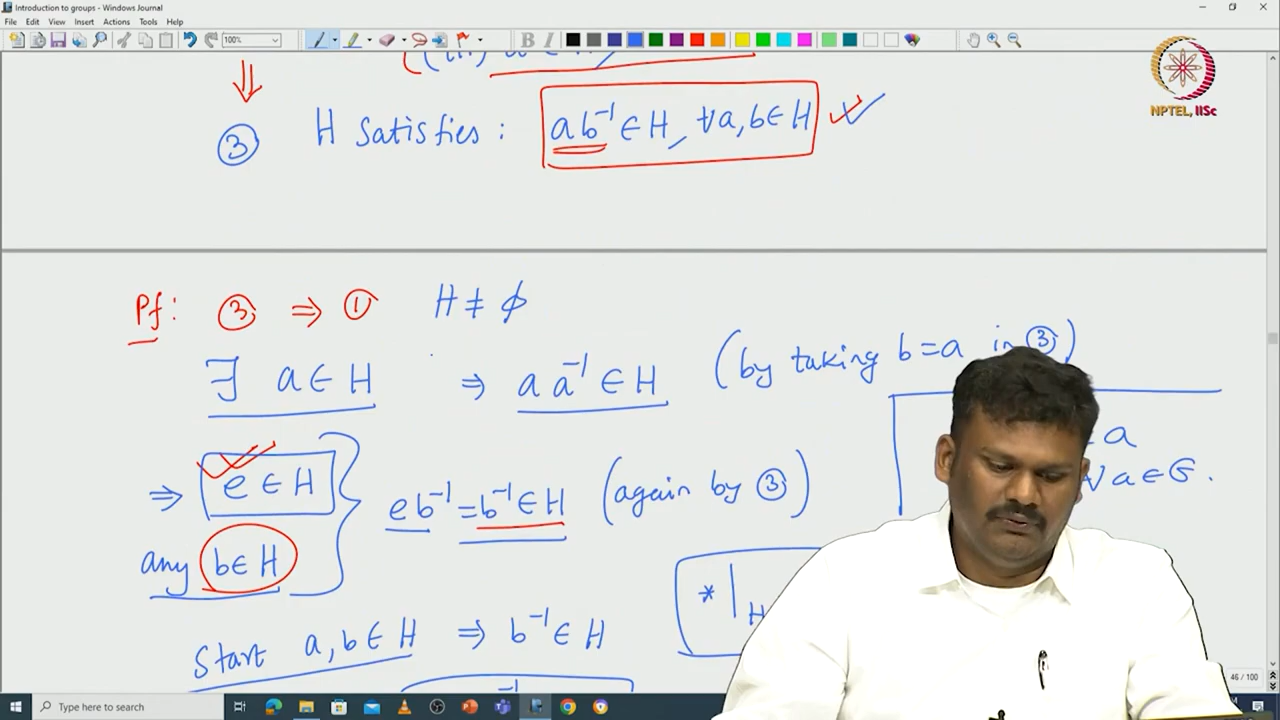 Introduction to groups - Windows Journal
File Edit View Insert Actions Tools Help
100%
NPTEL, IISc
⇓
③ H satisfies : ab⁻¹ ∈ H, ∀ a, b ∈ H
Pf: ③ ⇒ ① H ≠ ϕ
∃ a ∈ H ⇒ a a⁻¹ ∈ H (by taking b = a in ③)
⇒ e ∈ H
any b ∈ H
e b⁻¹ = b⁻¹ ∈ H (again by ③)
a
∀ a ∈ G.
* | H
Start a, b ∈ H ⇒ b⁻¹ ∈ H
46 / 100
Type here to search